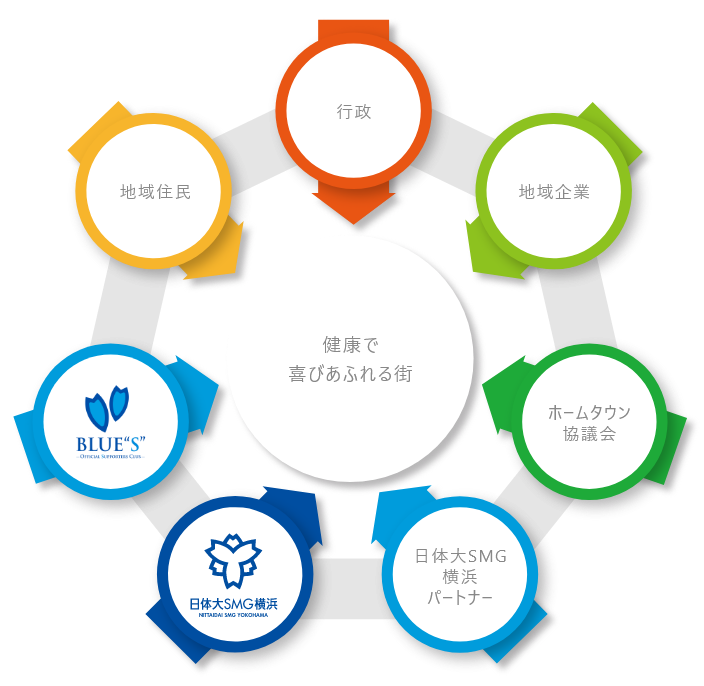 行政
地域住民
地域企業
健康で
喜びあふれる街
BLUE“S”
- OFFICIAL SUPPORTERS CLUB -
ホームタウン
協議会
日体大SMG横浜
NITTAIDAI SMG YOKOHAMA
日体大SMG
横浜
パートナー